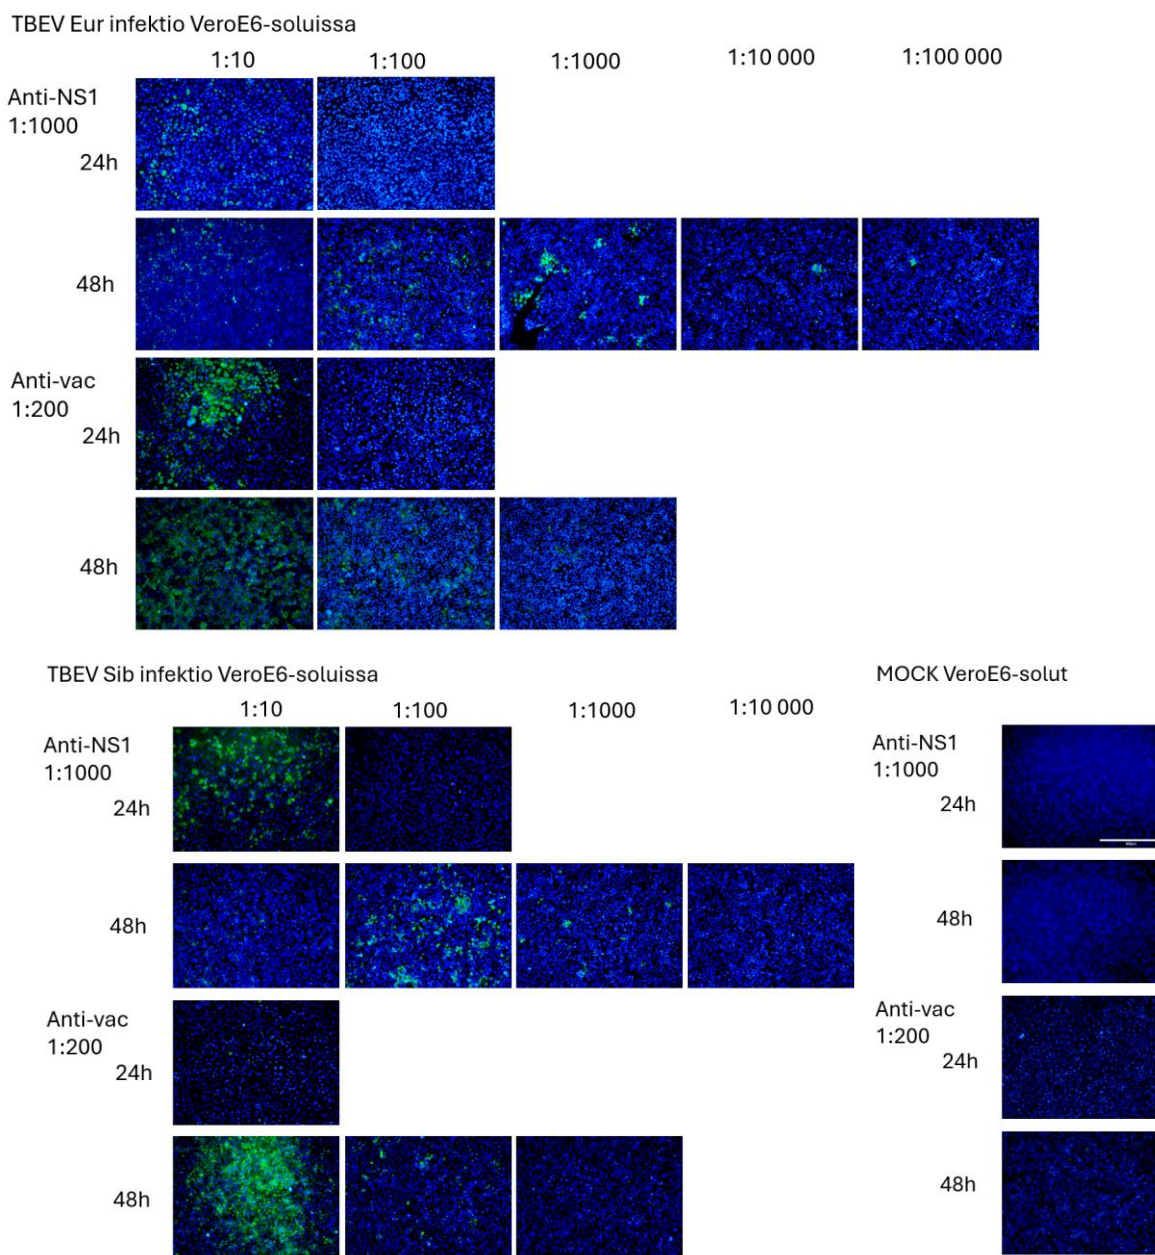 TBEV Eur infektio VeroE6-soluissa
1:10 1:100 1:1000 1:10 000 1:100 000
Anti-NS1
1:1000
24h
48h
Anti-vac
1:200
24h
48h
TBEV Sib infektio VeroE6-soluissa
1:10 1:100 1:1000 1:10 000
Anti-NS1
1:1000
24h
48h
Anti-vac
1:200
24h
48h
MOCK VeroE6-solut
Anti-NS1
1:1000
24h
48h
Anti-vac
1:200
24h
48h